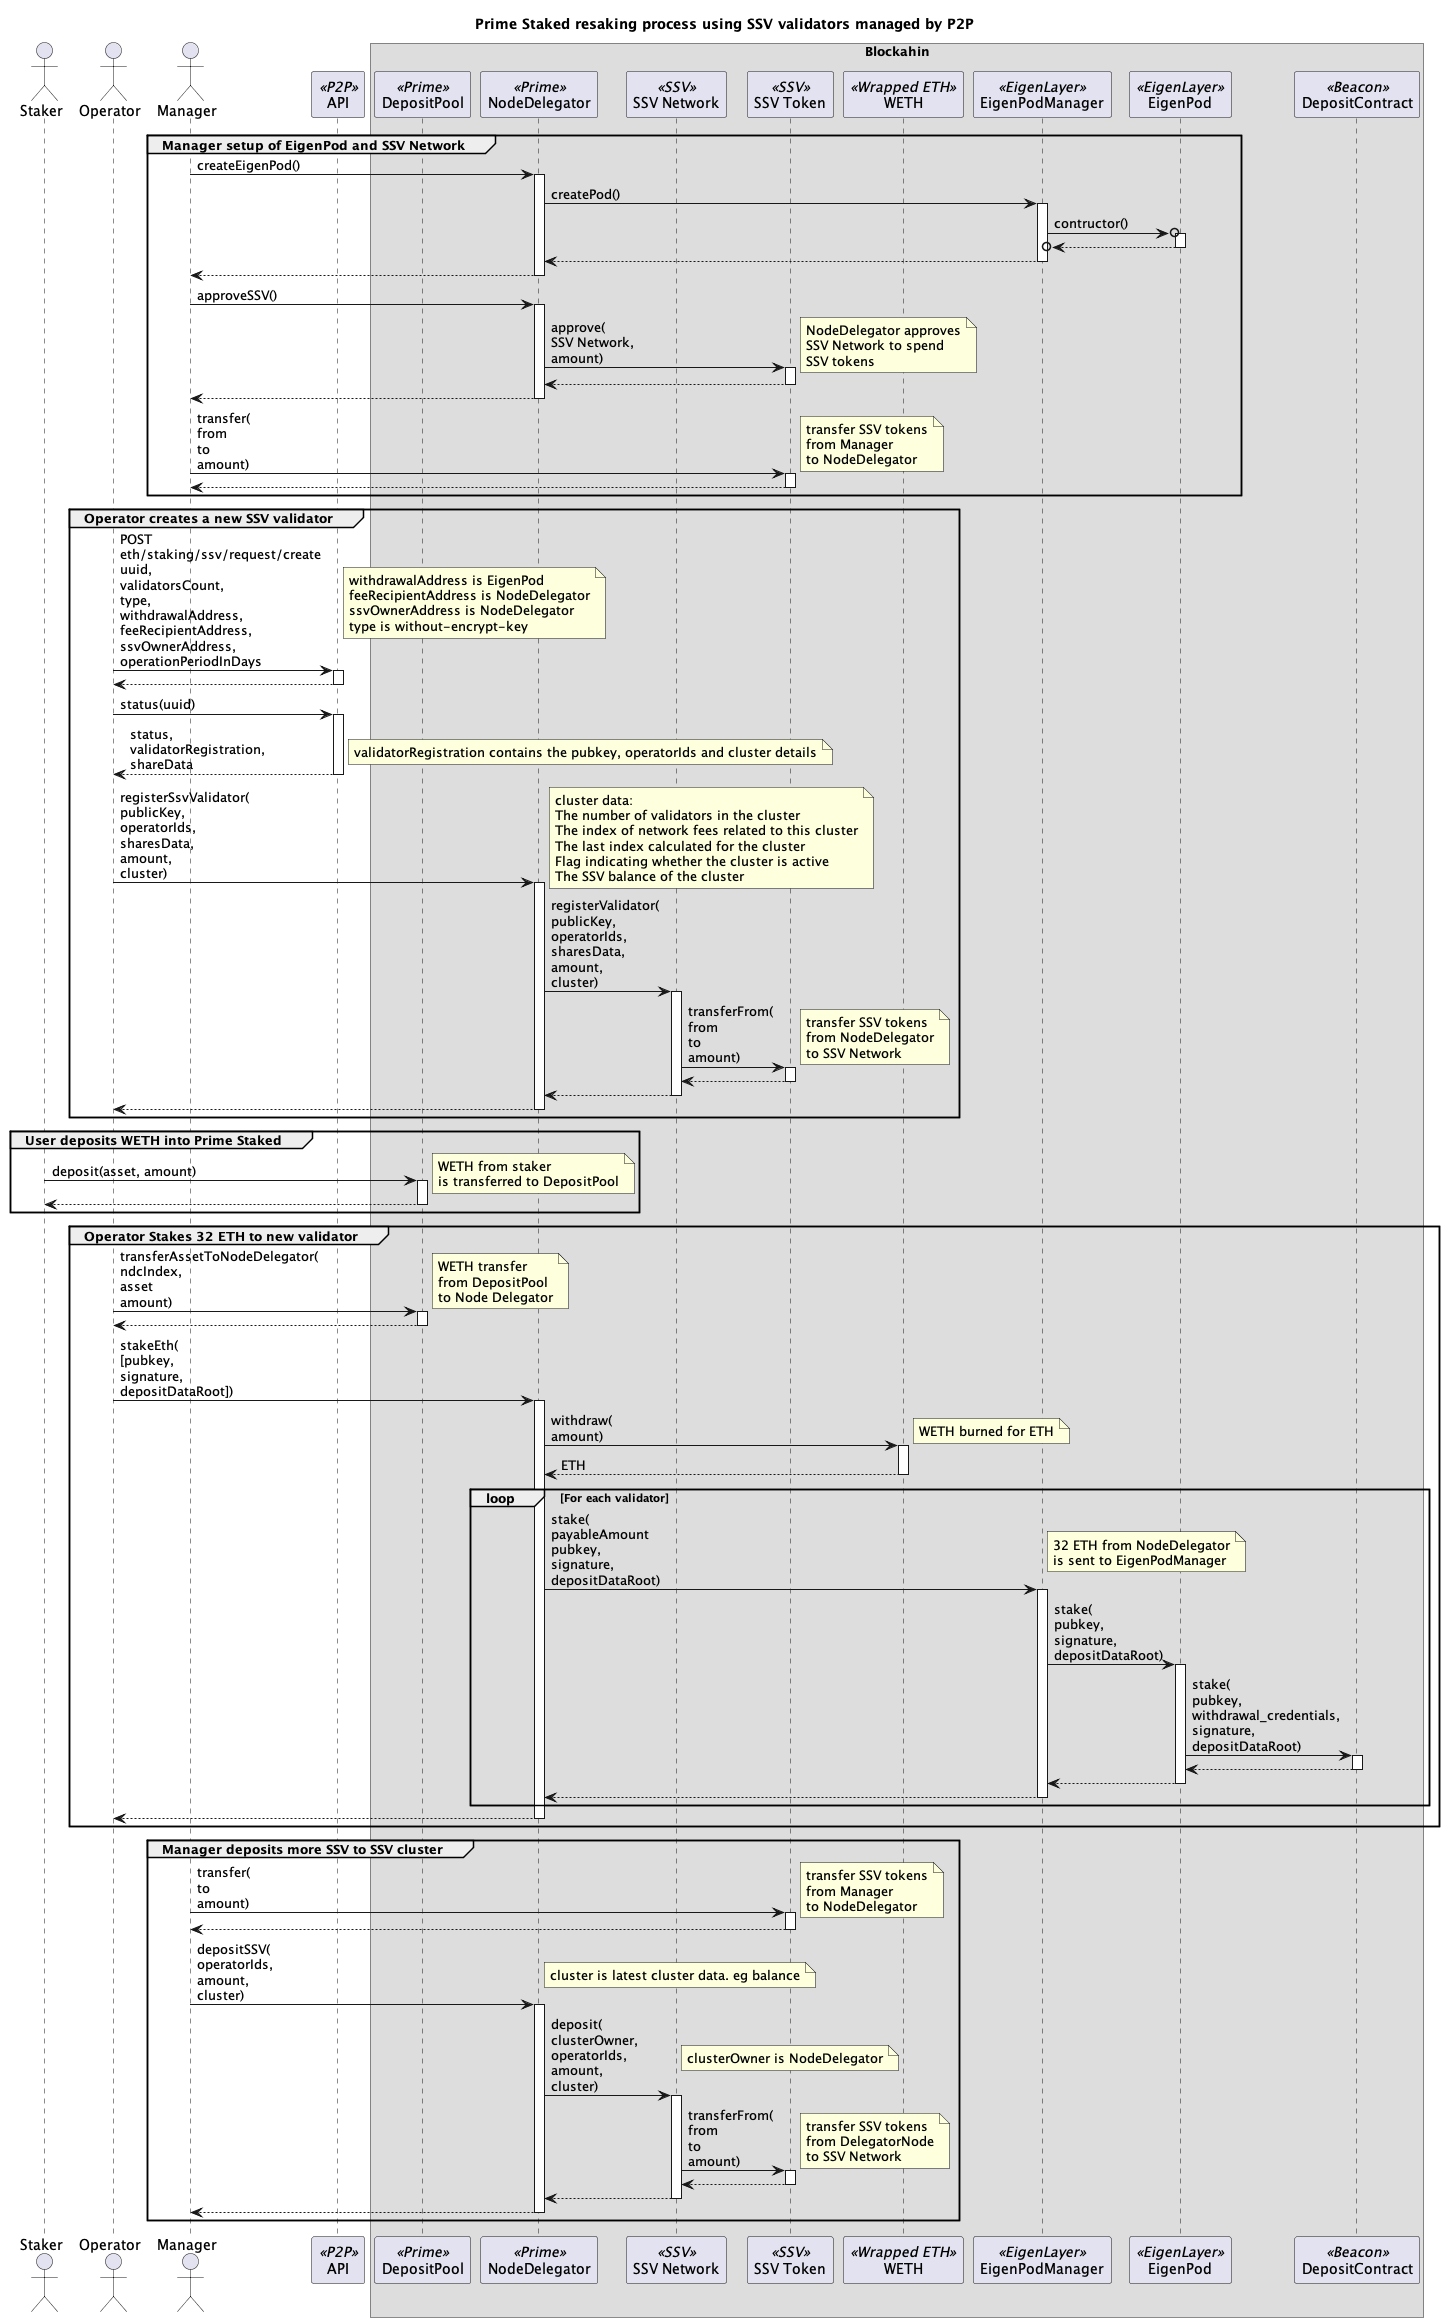 Prime Staked resaking process using SSV validators managed by P2P
Blockahin
Staker
Operator
Manager
«P2P»
API
«Prime»
DepositPool
«Prime»
NodeDelegator
«SSV»
SSV Network
«SSV»
SSV Token
«Wrapped ETH»
WETH
«EigenLayer»
EigenPodManager
«EigenLayer»
EigenPod
«Beacon»
DepositContract
Manager setup of EigenPod and SSV Network
createEigenPod()
createPod()
contructor()
approveSSV()
approve(
SSV Network,
amount)
NodeDelegator approves
SSV Network to spend
SSV tokens
transfer(
from
to
amount)
transfer SSV tokens
from Manager
to NodeDelegator
Operator creates a new SSV validator
POST
eth/staking/ssv/request/create
uuid,
validatorsCount,
type,
withdrawalAddress,
feeRecipientAddress,
ssvOwnerAddress,
operationPeriodInDays
withdrawalAddress is EigenPod
feeRecipientAddress is NodeDelegator
ssvOwnerAddress is NodeDelegator
type is without-encrypt-key
status(uuid)
status,
validatorRegistration,
shareData
validatorRegistration contains the pubkey, operatorIds and cluster details
registerSsvValidator(
publicKey,
operatorIds,
sharesData,
amount,
cluster)
cluster data:
The number of validators in the cluster
The index of network fees related to this cluster
The last index calculated for the cluster
Flag indicating whether the cluster is active
The SSV balance of the cluster
registerValidator(
publicKey,
operatorIds,
sharesData,
amount,
cluster)
transferFrom(
from
to
amount)
transfer SSV tokens
from NodeDelegator
to SSV Network
User deposits WETH into Prime Staked
deposit(asset, amount)
WETH from staker
is transferred to DepositPool
Operator Stakes 32 ETH to new validator
transferAssetToNodeDelegator(
ndcIndex,
asset
amount)
WETH transfer
from DepositPool
to Node Delegator
stakeEth(
[pubkey,
signature,
depositDataRoot])
withdraw(
amount)
WETH burned for ETH
ETH
loop
[For each validator]
stake(
payableAmount
pubkey,
signature,
depositDataRoot)
32 ETH from NodeDelegator
is sent to EigenPodManager
stake(
pubkey,
signature,
depositDataRoot)
stake(
pubkey,
withdrawal_credentials,
signature,
depositDataRoot)
Manager deposits more SSV to SSV cluster
transfer(
to
amount)
transfer SSV tokens
from Manager
to NodeDelegator
depositSSV(
operatorIds,
amount,
cluster)
cluster is latest cluster data. eg balance
deposit(
clusterOwner,
operatorIds,
amount,
cluster)
clusterOwner is NodeDelegator
transferFrom(
from
to
amount)
transfer SSV tokens
from DelegatorNode
to SSV Network
Staker
Operator
Manager
«P2P»
API
«Prime»
DepositPool
«Prime»
NodeDelegator
«SSV»
SSV Network
«SSV»
SSV Token
«Wrapped ETH»
WETH
«EigenLayer»
EigenPodManager
«EigenLayer»
EigenPod
«Beacon»
DepositContract